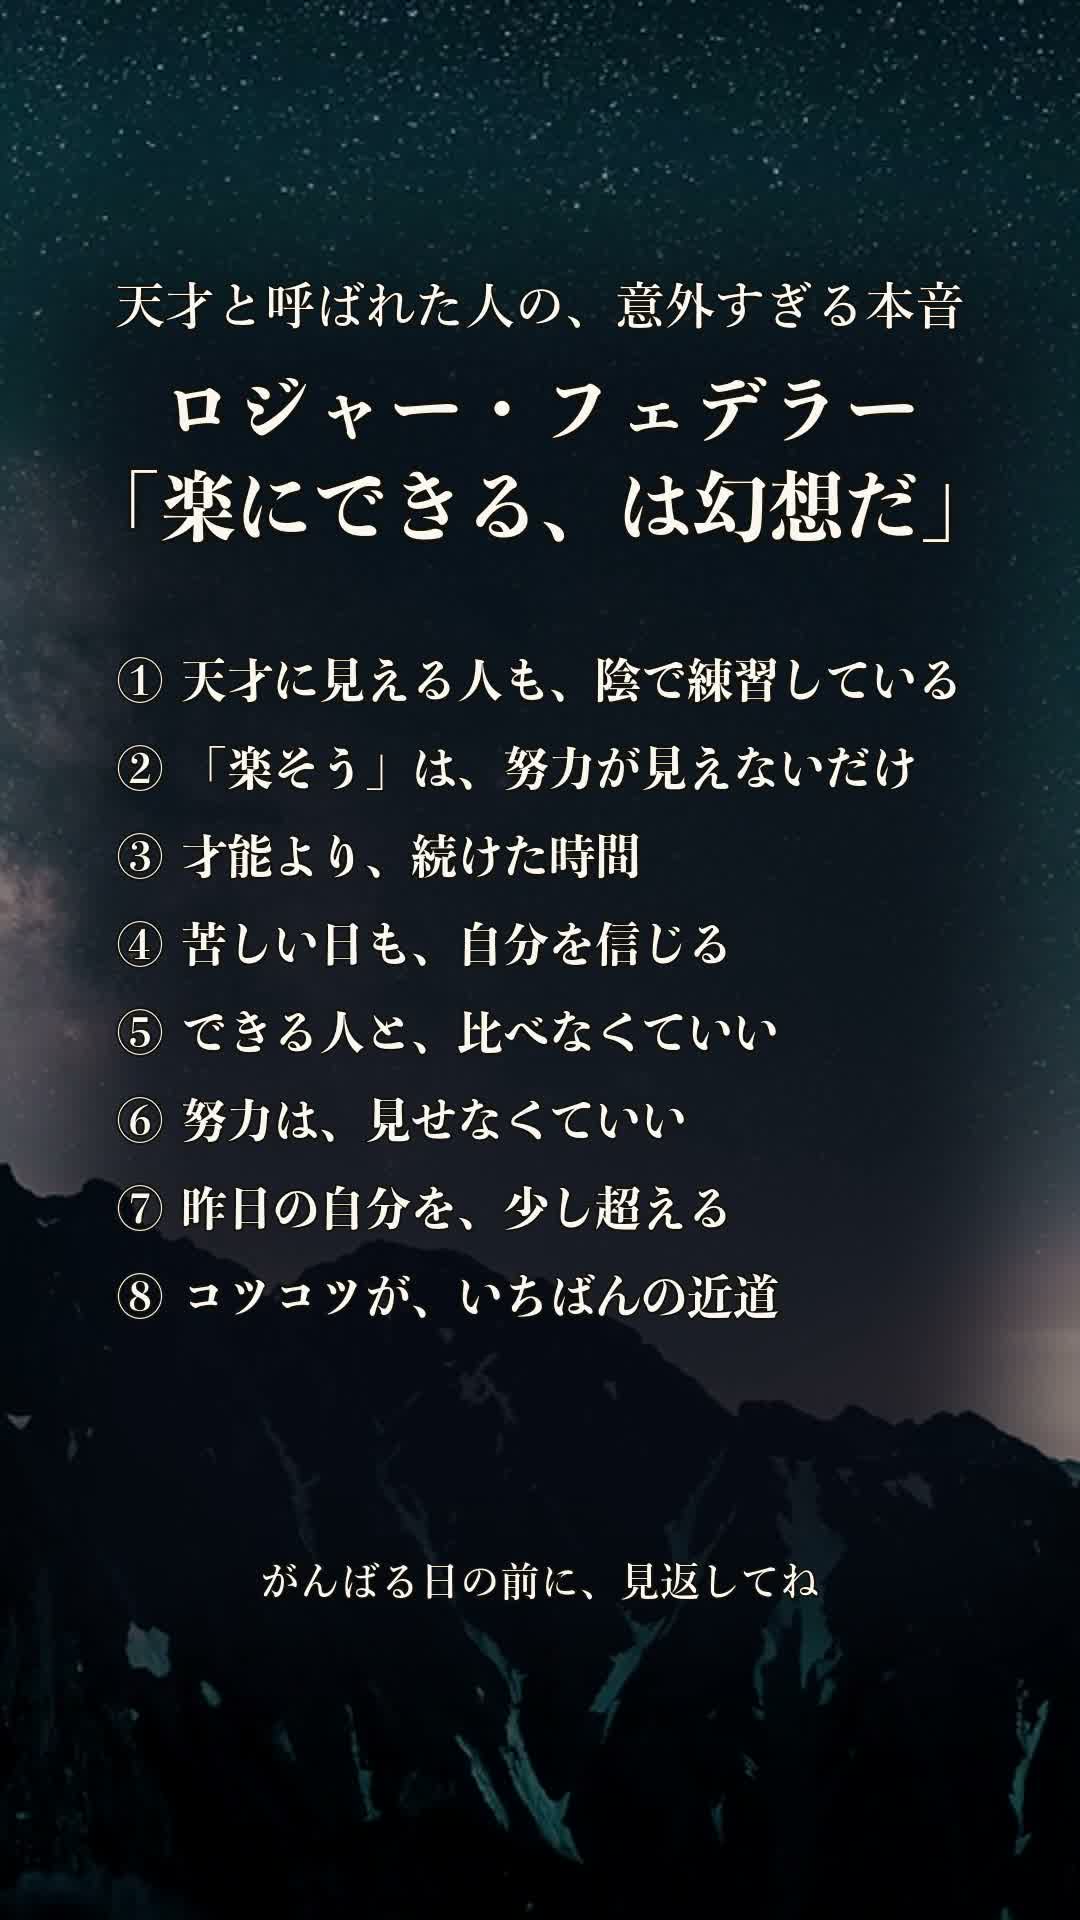 天才と呼ばれた人の、意外すぎる本音
ロジャー・フェデラー
「楽にできる、は幻想だ」
① 天才に見える人も、陰で練習している
② 「楽そう」は、努力が見えないだけ
③ 才能より、続けた時間
④ 苦しい日も、自分を信じる
⑤ できる人と、比べなくていい
⑥ 努力は、見せなくていい
⑦ 昨日の自分を、少し超える
⑧ コツコツが、いちばんの近道
がんばる日の前に、見返してね